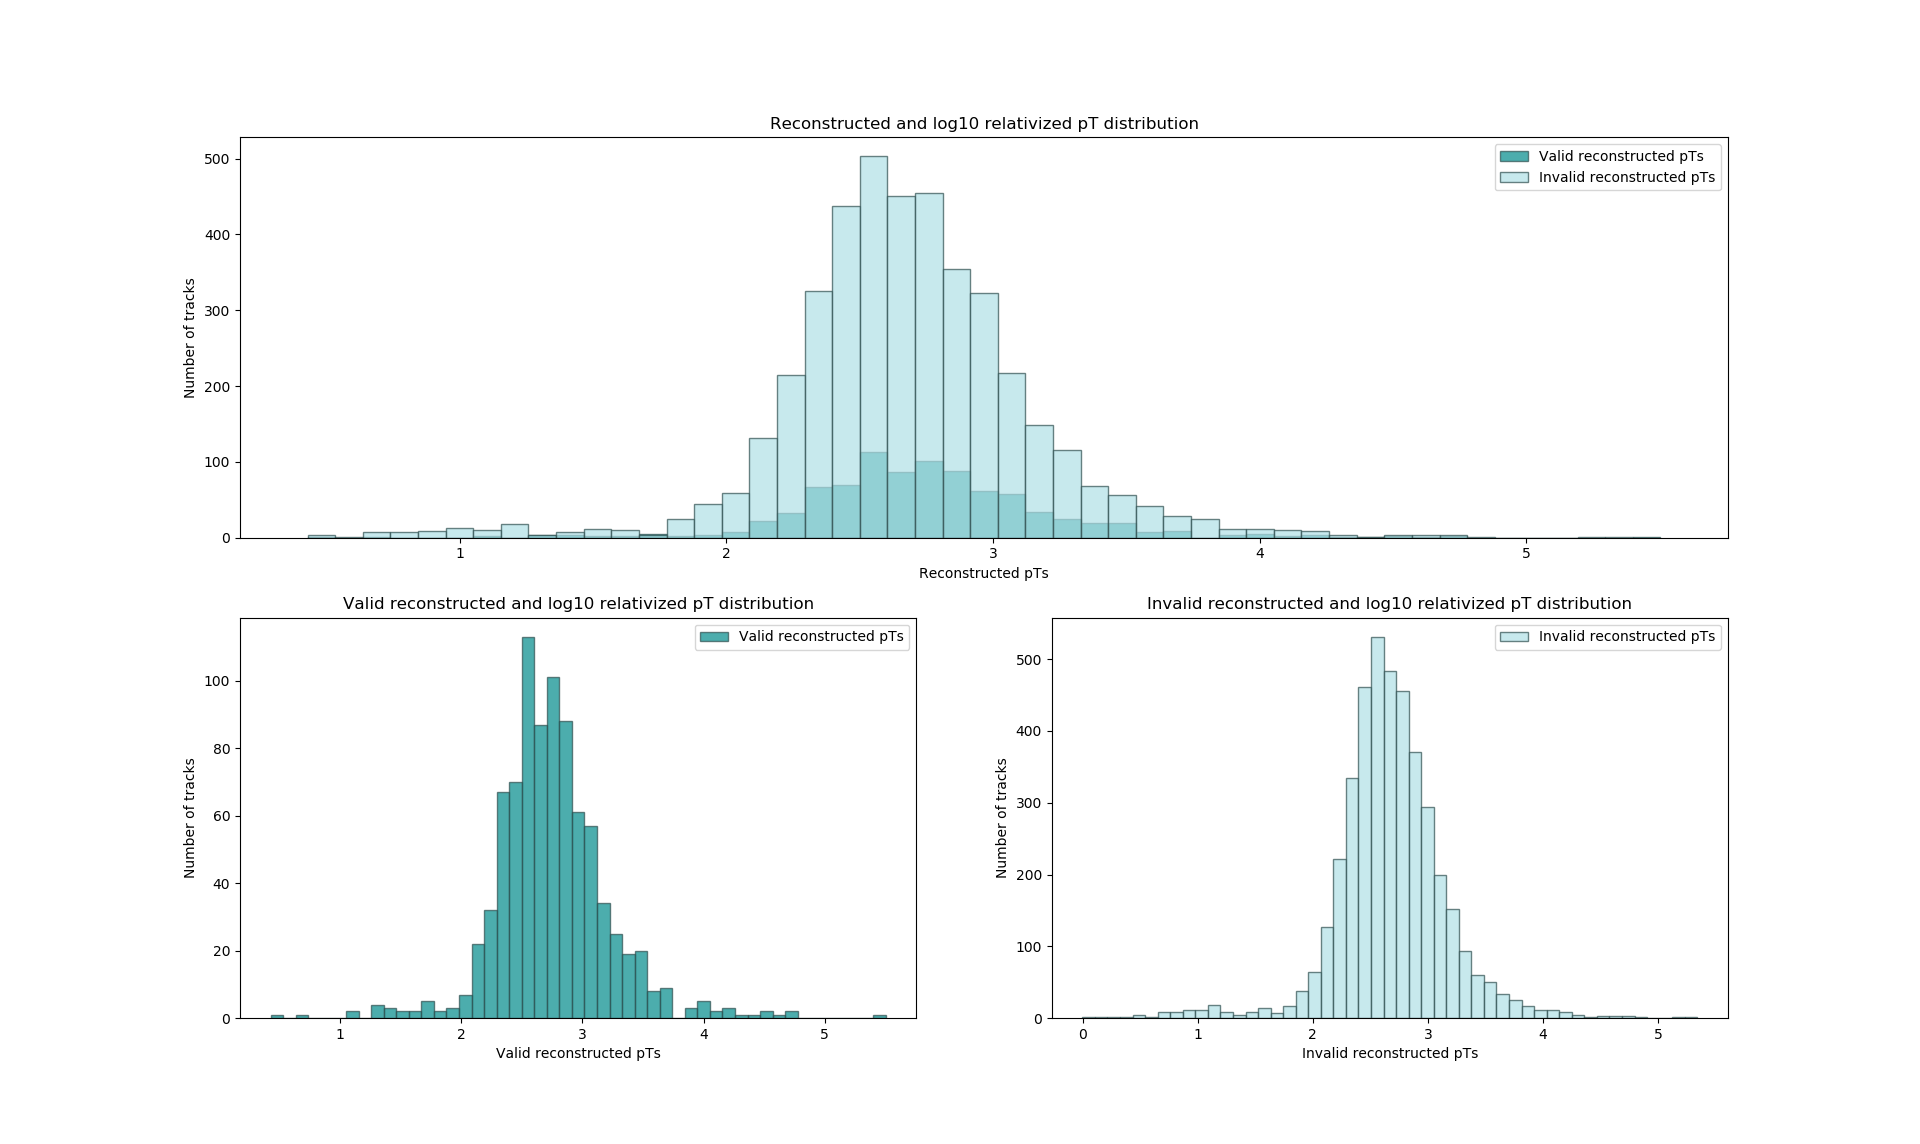 Reconstructed and log10 relativized pT distribution
Valid reconstructed pTs
Invalid reconstructed pTs
Number of tracks
500
400
300
200
100
0
1 2 3 4 5
Reconstructed pTs
Valid reconstructed and log10 relativized pT distribution
Valid reconstructed pTs
Number of tracks
100
80
60
40
20
0
1 2 3 4 5
Valid reconstructed pTs
Invalid reconstructed and log10 relativized pT distribution
Invalid reconstructed pTs
Number of tracks
500
400
300
200
100
0
0 1 2 3 4 5
Invalid reconstructed pTs